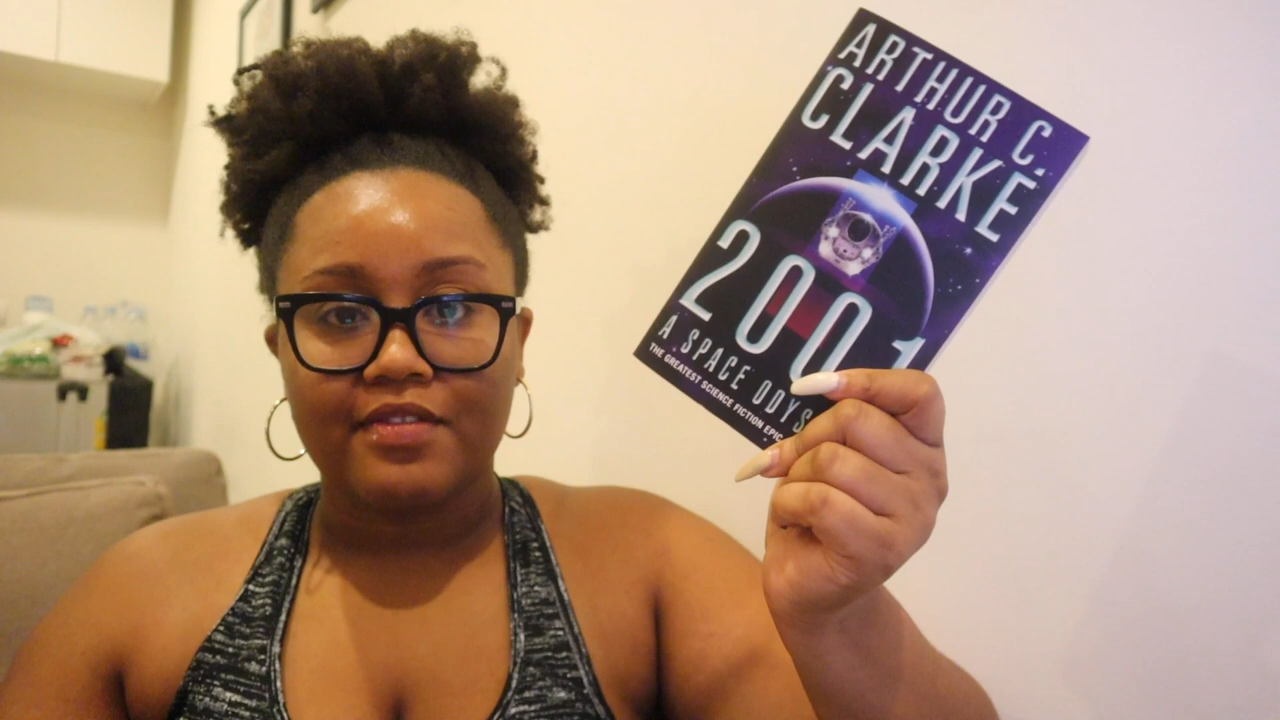 ARTHUR C.
CLARKE
2001
A SPACE ODYS
THE GREATEST SCIENCE FICTION EPIC